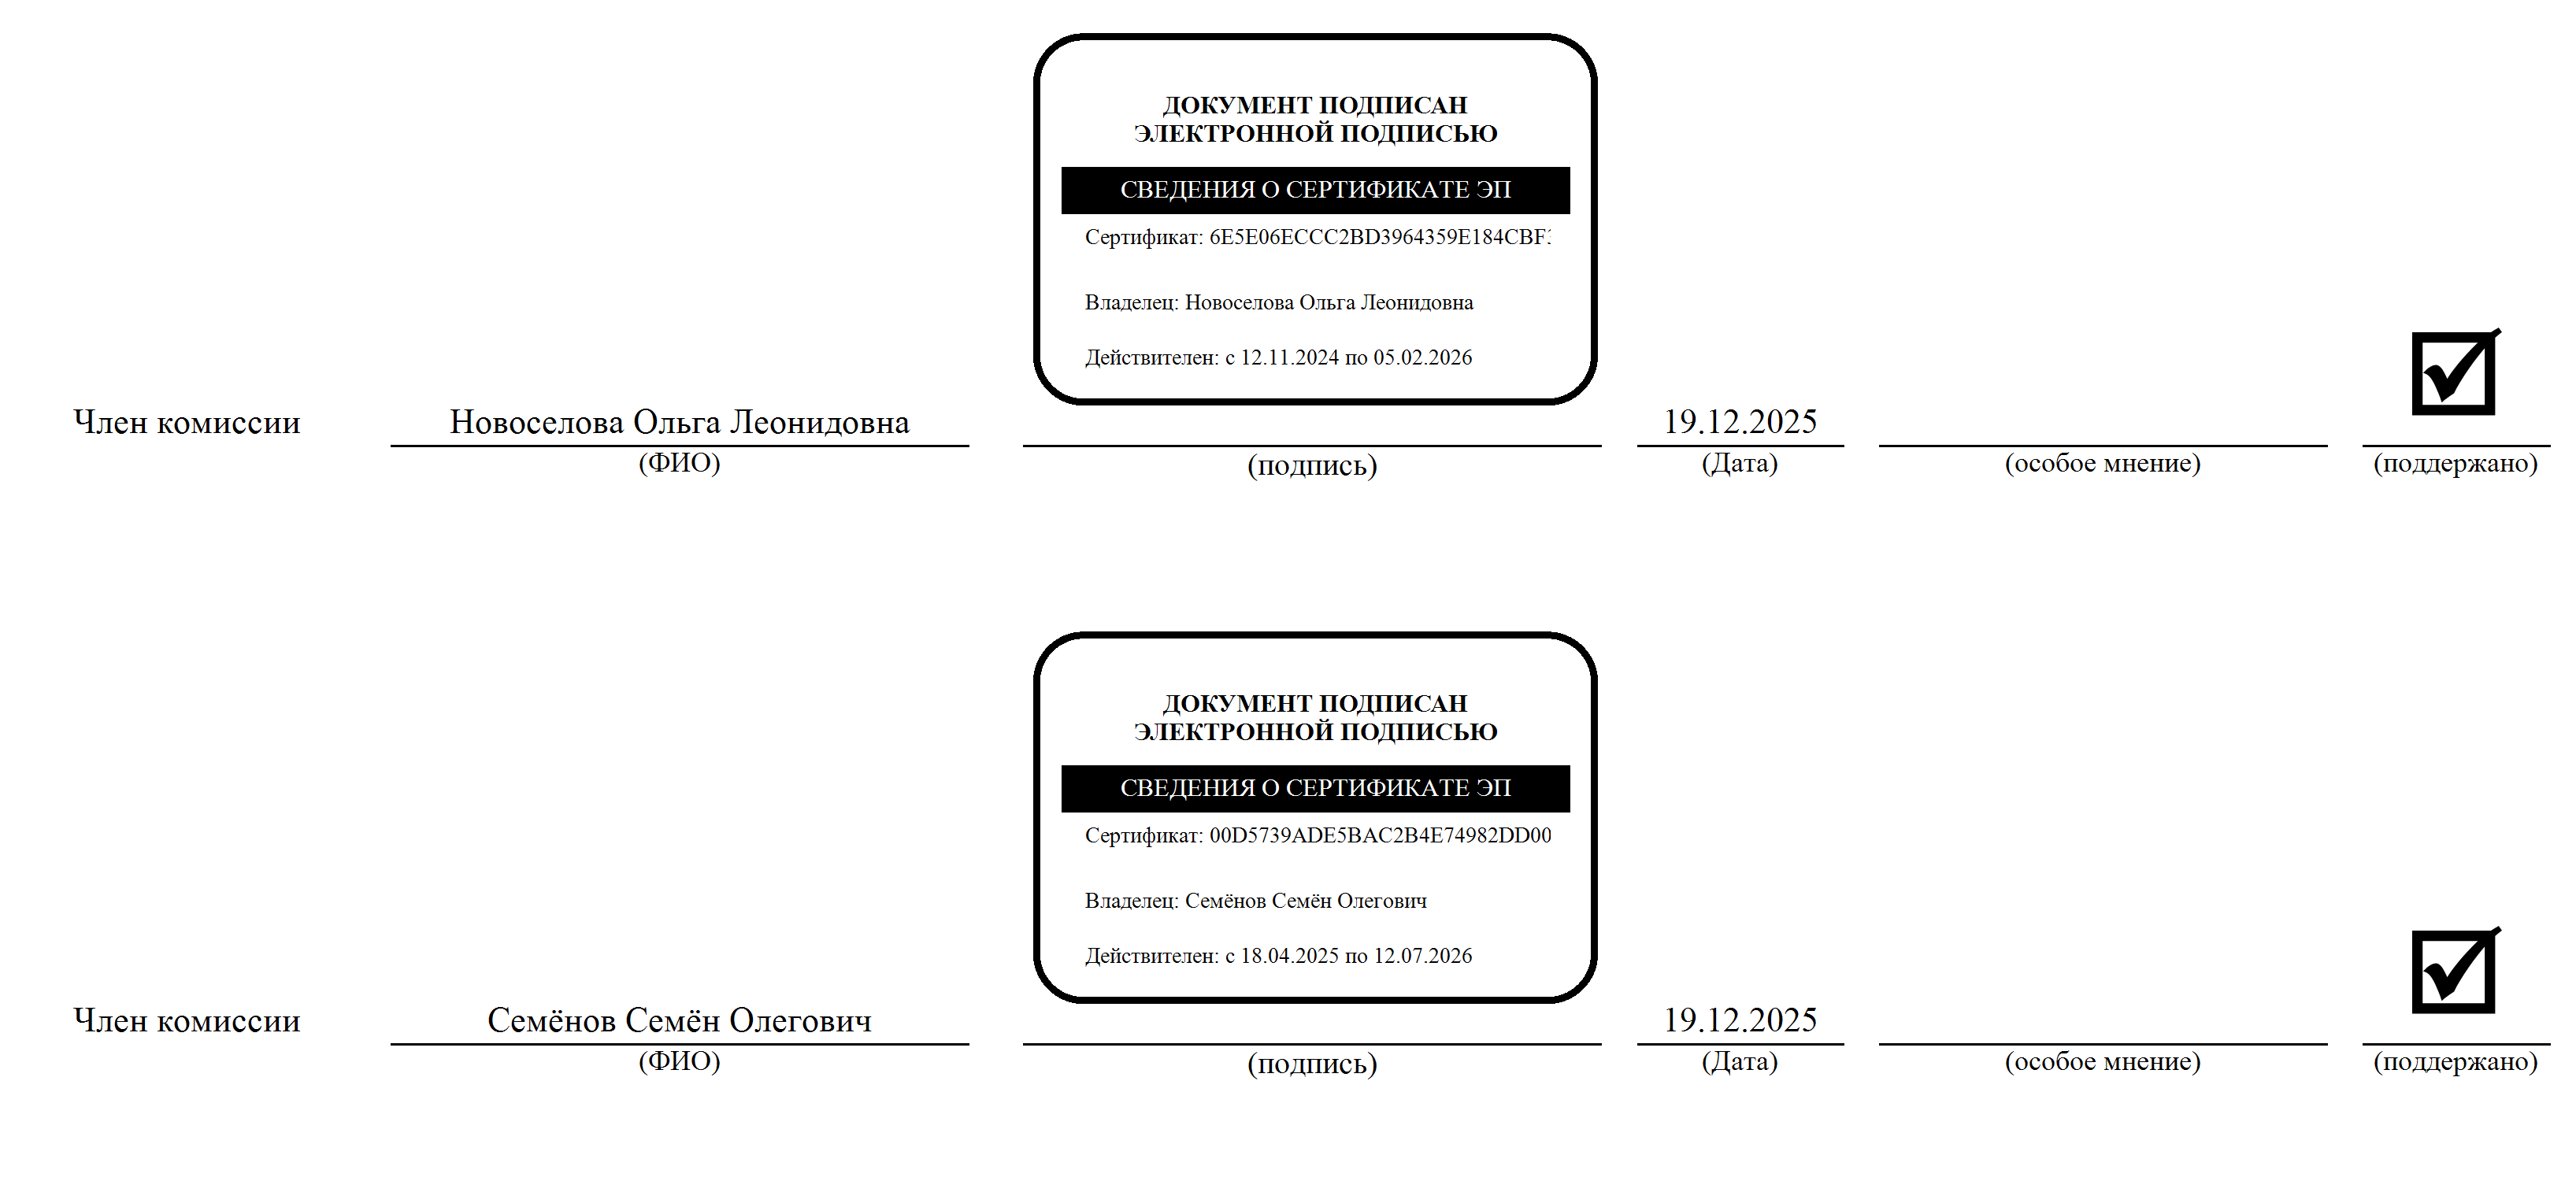 ДОКУМЕНТ ПОДПИСАН
ЭЛЕКТРОННОЙ ПОДПИСЬЮ
СВЕДЕНИЯ О СЕРТИФИКАТЕ ЭП
Сертификат: 6E5E06ECCC2BD3964359E184CBF
Владелец: Новоселова Ольга Леонидовна
Действителен: с 12.11.2024 по 05.02.2026
Член комиссии Новоселова Ольга Леонидовна 19.12.2025
(ФИО) (подпись) (Дата) (особое мнение) (поддержано)
ДОКУМЕНТ ПОДПИСАН
ЭЛЕКТРОННОЙ ПОДПИСЬЮ
СВЕДЕНИЯ О СЕРТИФИКАТЕ ЭП
Сертификат: 00D5739ADE5BAC2B4E74982DD00
Владелец: Семёнов Семён Олегович
Действителен: с 18.04.2025 по 12.07.2026
Член комиссии Семёнов Семён Олегович 19.12.2025
(ФИО) (подпись) (Дата) (особое мнение) (поддержано)